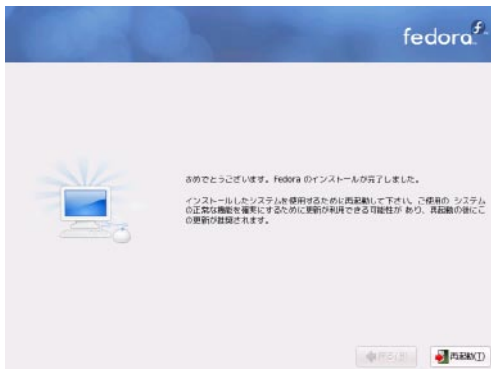 fedora
おめでとうございます。Fedora のインストールが完了しました。
インストールしたシステムを使用するために再起動して下さい。ご使用の システム
の正常な機能を確実にするために更新が利用できる可能性が あり、再起動の後にこ
の更新が推奨されます。
戻る(B)
再起動(T)